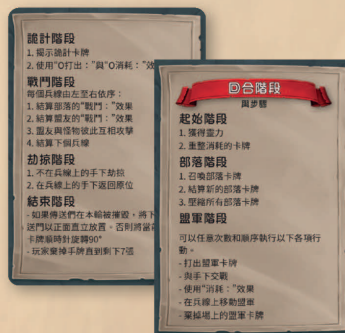 詭計階段
1. 揭示詭計卡牌
2. 使用“O打出：”與“O消耗：”效
戰鬥階段
每個兵線由左至右依序：
1. 結算部落的“戰鬥：”效果
2. 結算盟友的“戰鬥：”效果
3. 盟友與怪物彼此互相攻擊
4. 結算下個兵線
劫掠階段
1. 不在兵線上的手下劫掠
2. 在兵線上的手下返回原位
結束階段
- 如果傳送們在本輪被摧毀，將下
送門以正面直立放置。否則將當
卡牌順時針旋轉90°
- 玩家棄掉手牌直到剩下7張
回合階段
與步驟
起始階段
1. 獲得靈力
2. 重整消耗的卡牌
部落階段
1. 召喚部落卡牌
2. 結算新的部落卡牌
3. 壓縮所有部落卡牌
盟軍階段
可以任意次數和順序執行以下各項行
動。
- 打出盟軍卡牌
- 與手下交戰
- 使用“消耗：”效果
- 在兵線上移動盟軍
- 棄掉場上的盟軍卡牌